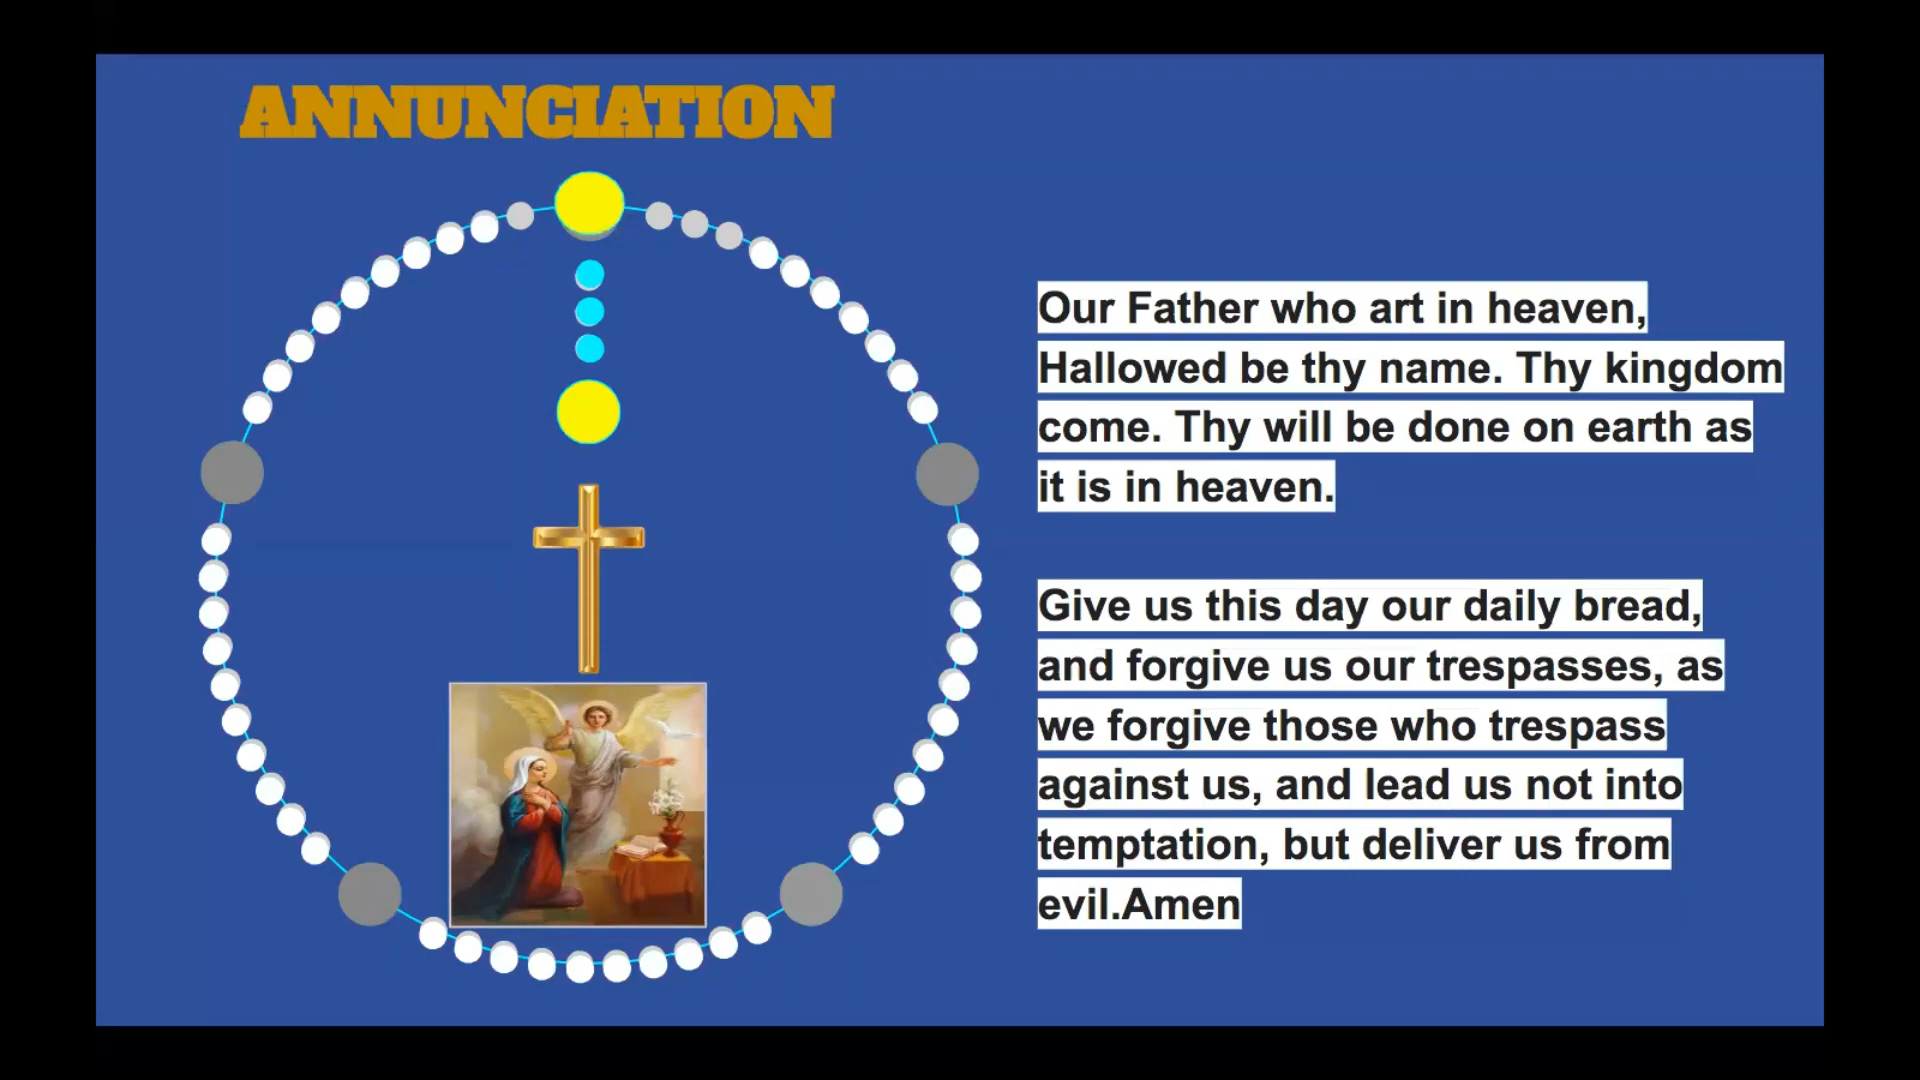 ANNUNCIATION
Our Father who art in heaven,
Hallowed be thy name. Thy kingdom
come. Thy will be done on earth as
it is in heaven.
Give us this day our daily bread,
and forgive us our trespasses, as
we forgive those who trespass
against us, and lead us not into
temptation, but deliver us from
evil.Amen